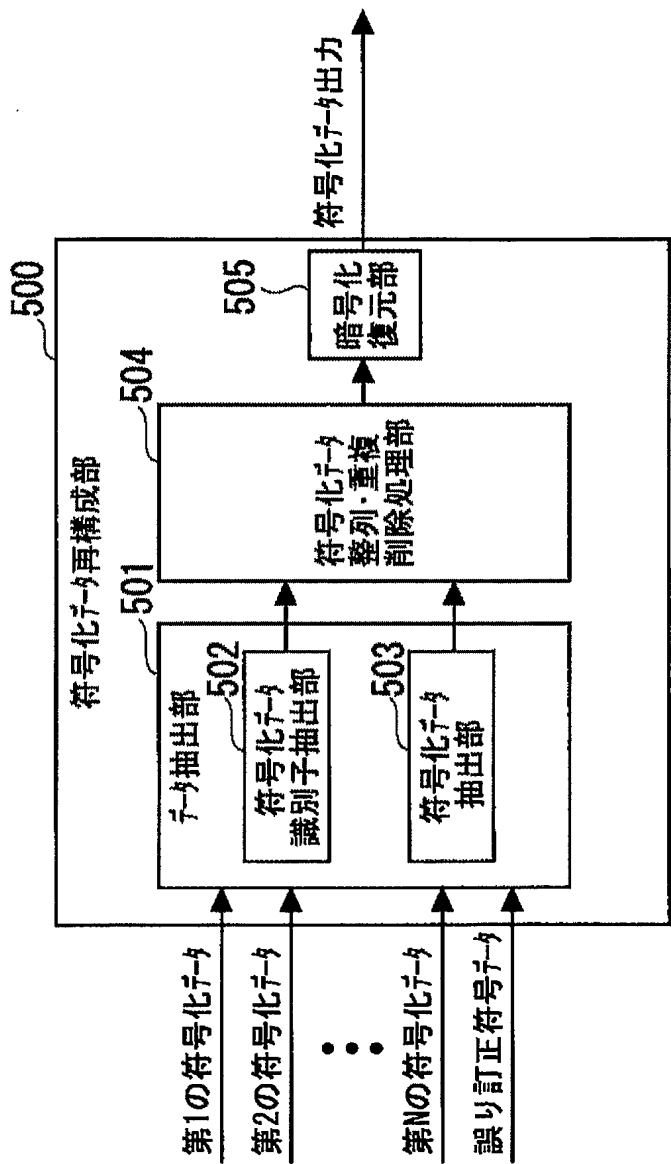 500
符号化データ再構成部
501
データ抽出部
502
符号化データ
識別子抽出部
503
符号化データ
抽出部
504
符号化データ
整列・重複
削除処理部
505
暗号化
復元部
符号化データ出力
第1の符号化データ
第2の符号化データ
第Nの符号化データ
誤り訂正符号データ